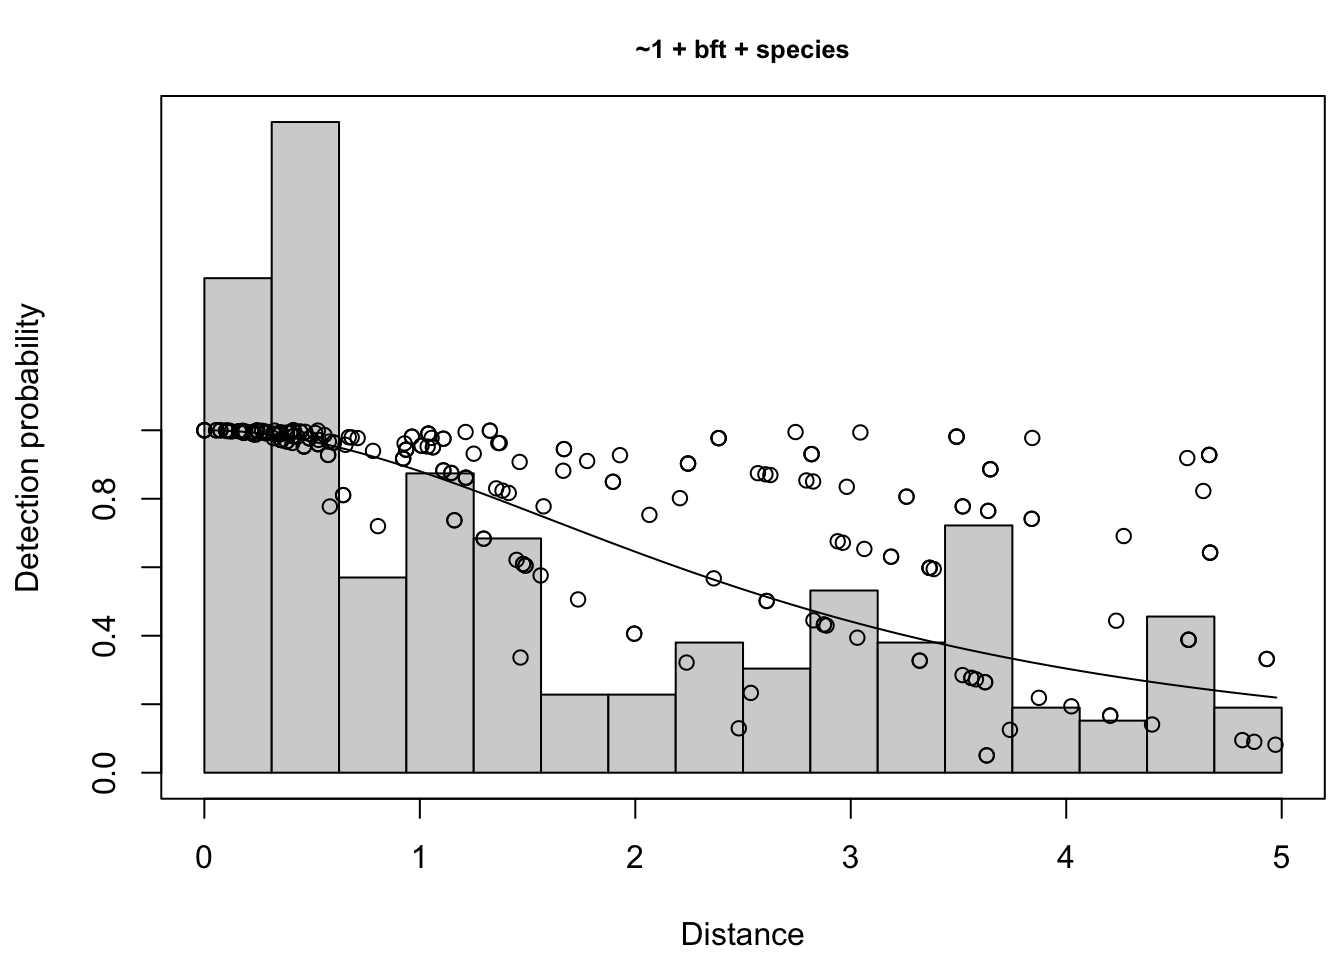 ~1 + bft + species
Detection probability
0.8
0.4
0.0
0 1 2 3 4 5
Distance